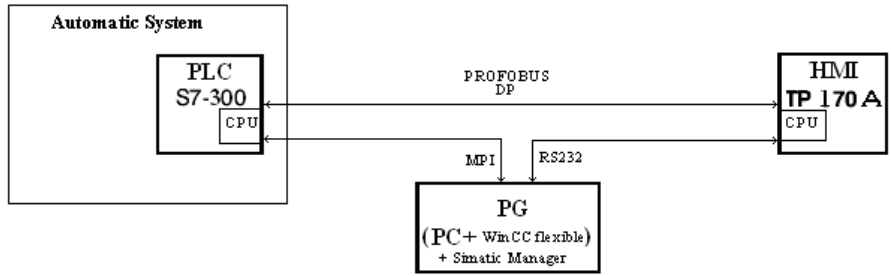 Automatic System
PLC
S7-300
CPU
PROFOBUS
DP
HMI
TP 170 A
CPU
MPI
RS232
PG
(PC+ WinCC flexible)
+ Simatic Manager